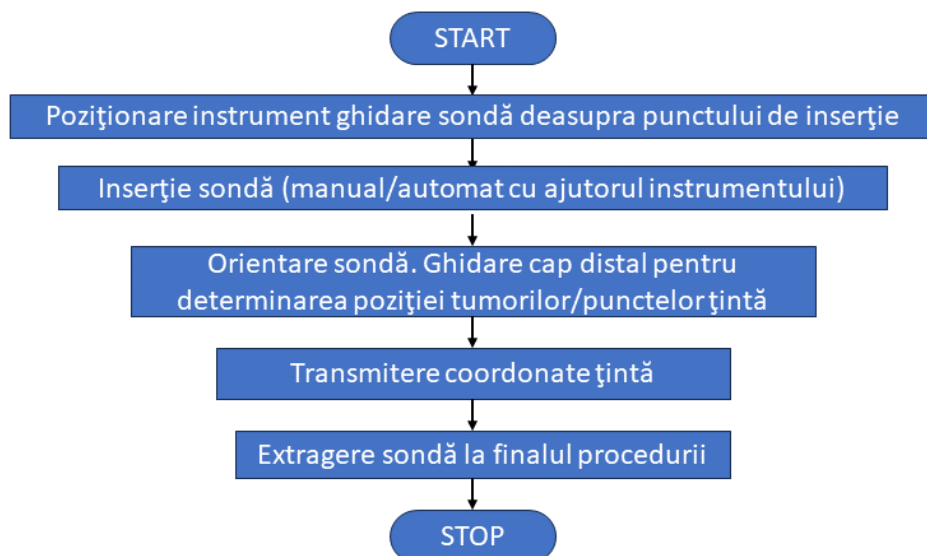 START
Poziţionare instrument ghidare sondă deasupra punctului de inserţie
Inserţie sondă (manual/automat cu ajutorul instrumentului)
Orientare sondă. Ghidare cap distal pentru
determinarea poziţiei tumorilor/punctelor ţintă
Transmitere coordonate ţintă
Extragere sondă la finalul procedurii
STOP